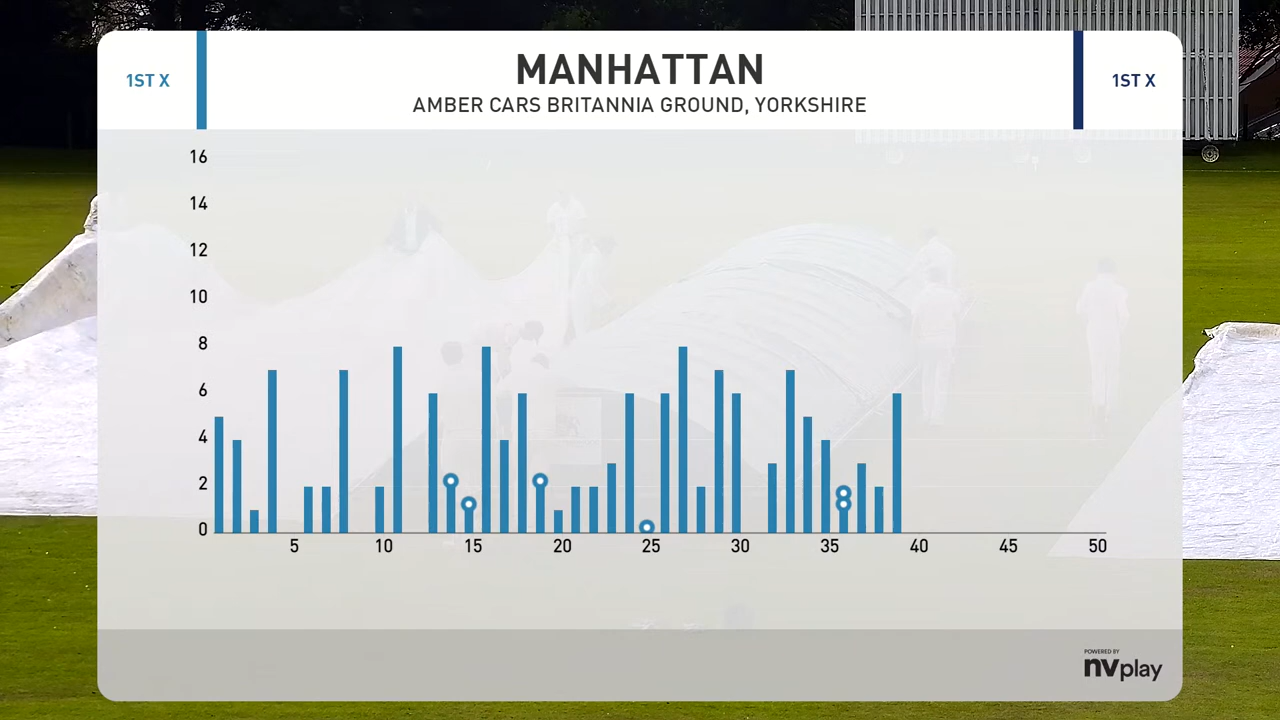 1ST X
MANHATTAN
AMBER CARS BRITANNIA GROUND, YORKSHIRE
1ST X
16
14
12
10
8
6
4
2
0
5 10 15 20 25 30 35 40 45 50
POWERED BY
nvplay